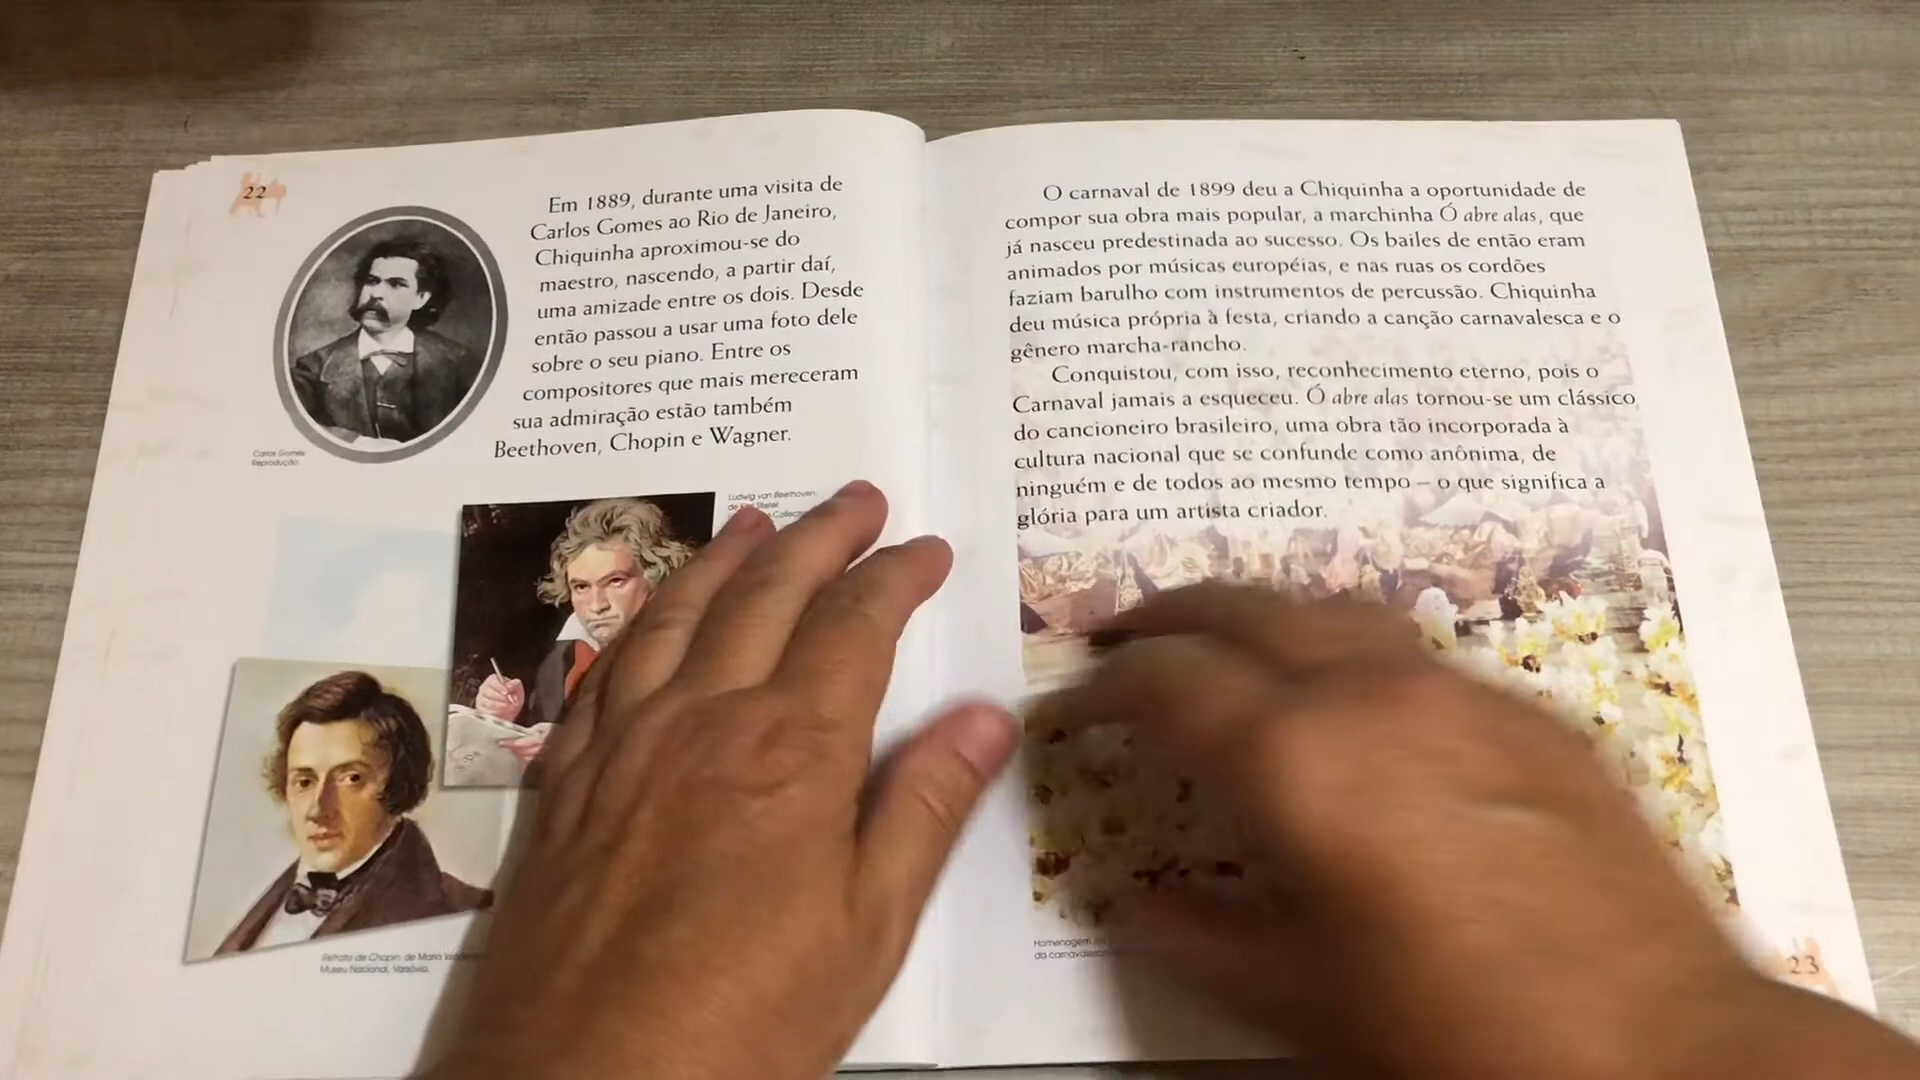 22
Em 1889, durante uma visita de
Carlos Gomes ao Rio de Janeiro,
Chiquinha aproximou-se do
maestro, nascendo, a partir daí,
uma amizade entre os dois. Desde
então passou a usar uma foto dele
sobre o seu piano. Entre os
compositores que mais mereceram
sua admiração estão também
Beethoven, Chopin e Wagner.
Carlos Gomes
Reprodução
Ludwig van Beethoven
de
Retrato de Chopin, de Maria
Museu Nacional, Varsóvia.
O carnaval de 1899 deu a Chiquinha a oportunidade de
compor sua obra mais popular, a marchinha Ó abre alas, que
já nasceu predestinada ao sucesso. Os bailes de então eram
animados por músicas européias, e nas ruas os cordões
faziam barulho com instrumentos de percussão. Chiquinha
deu música própria à festa, criando a canção carnavalesca e o
gênero marcha-rancho.
Conquistou, com isso, reconhecimento eterno, pois o
Carnaval jamais a esqueceu. Ó abre alas tornou-se um clássico
do cancioneiro brasileiro, uma obra tão incorporada à
cultura nacional que se confunde como anônima, de
ninguém e de todos ao mesmo tempo – o que significa a
glória para um artista criador.
Homenagem
da
23